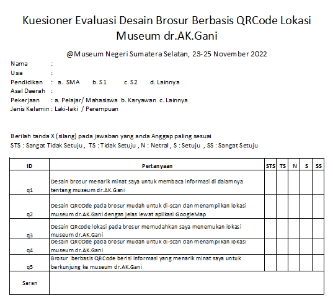 Kuesioner Evaluasi Desain Brosur Berbasis QRCode Lokasi
Museum dr.AK.Gani
@Museum Negeri Sumatera Selatan, 23-25 November 2022
Nama :
Usia :
Pendidikan : a. SMA b. S1 c. S2 d. Lainnya
Asal Daerah :
Pekerjaan : a. Pelajar/ Mahasiswa b. Karyawan c. Lainnya
Jenis Kelamin : Laki-laki / Perempuan
Berilah tanda X (silang) pada jawaban yang anda Anggap paling sesuai
STS : Sangat Tidak Setuju , TS : Tidak Setuju , N : Netral , S : Setuju , SS : Sangat Setuju
ID Pertanyaan STS TS N S SS
q1 Desain brosur menarik minat saya untuk membaca informasi di dalamnya
tentang museum dr.AK.Gani
q2 Desain QRCode pada brosur mudah untuk di-scan dan menampilkan lokasi
museum dr.AK.Gani dengan jelas lewat aplikasi GoogleMap
q3 Desain QRCode lokasi pada brosur memudahkan saya menemukan lokasi
museum dr.AK.Gani
q4 Desain QRCode pada brosur mudah untuk di-scan dan menampilkan lokasi
museum dr.AK.Gani
q5 Brosur berbasis QRCode berisi informasi yang menarik minat saya untuk
berkunjung ke museum dr.AK.Gani
Saran